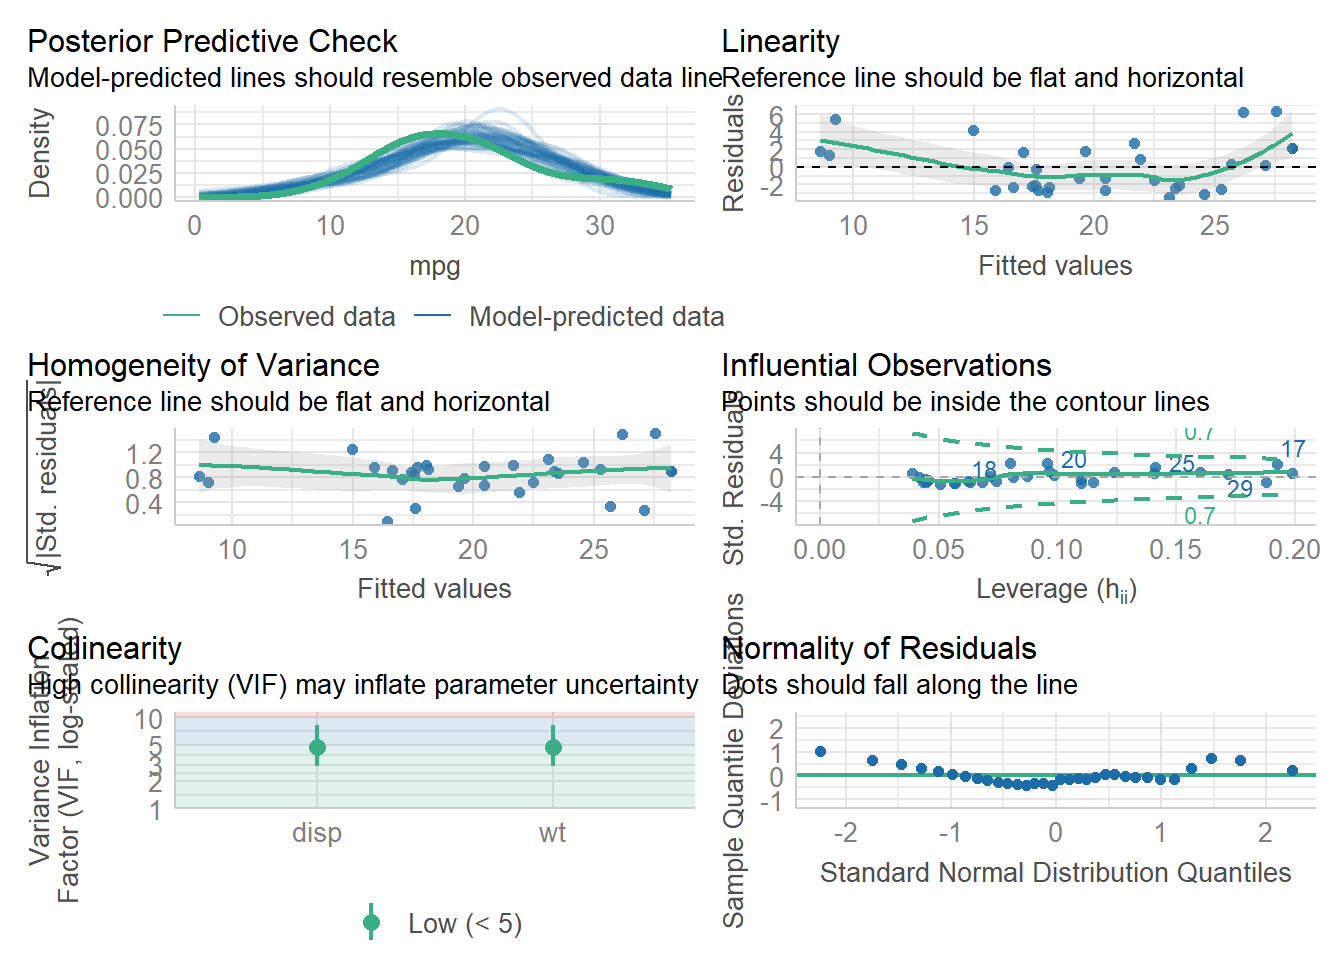 Posterior Predictive Check
Model-predicted lines should resemble observed data line
Density
0.075
0.050
0.025
0.000
0
10
20
30
mpg
Observed data
Model-predicted data
Linearity
Reference line should be flat and horizontal
Residuals
6
4
2
0
-2
10
15
20
25
Fitted values
Homogeneity of Variance
Reference line should be flat and horizontal
√|Std. residuals|
1.2
0.8
0.4
10
15
20
25
Fitted values
Influential Observations
Points should be inside the contour lines
Std. Residuals
4
0
-4
0.7
17
18
20
25
29
0.7
0.00
0.05
0.10
0.15
0.20
Leverage (hii)
Collinearity
High collinearity (VIF) may inflate parameter uncertainty
Variance Inflation
Factor (VIF, log-scaled)
10
5
3
2
1
disp
wt
Low (< 5)
Normality of Residuals
Dots should fall along the line
Sample Quantile Deviations
2
1
0
-1
-2
-1
0
1
2
Standard Normal Distribution Quantiles